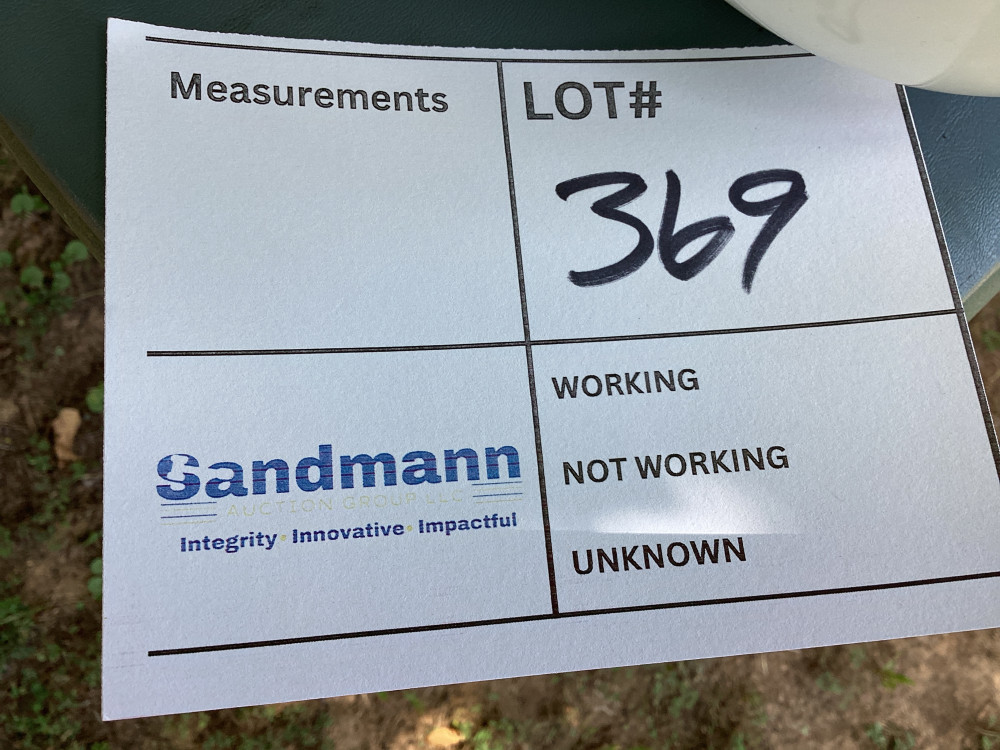 Measurements
LOT#
369
Sandmann
AUCTION GROUP LLC
Integrity · Innovative · Impactful
WORKING
NOT WORKING
UNKNOWN